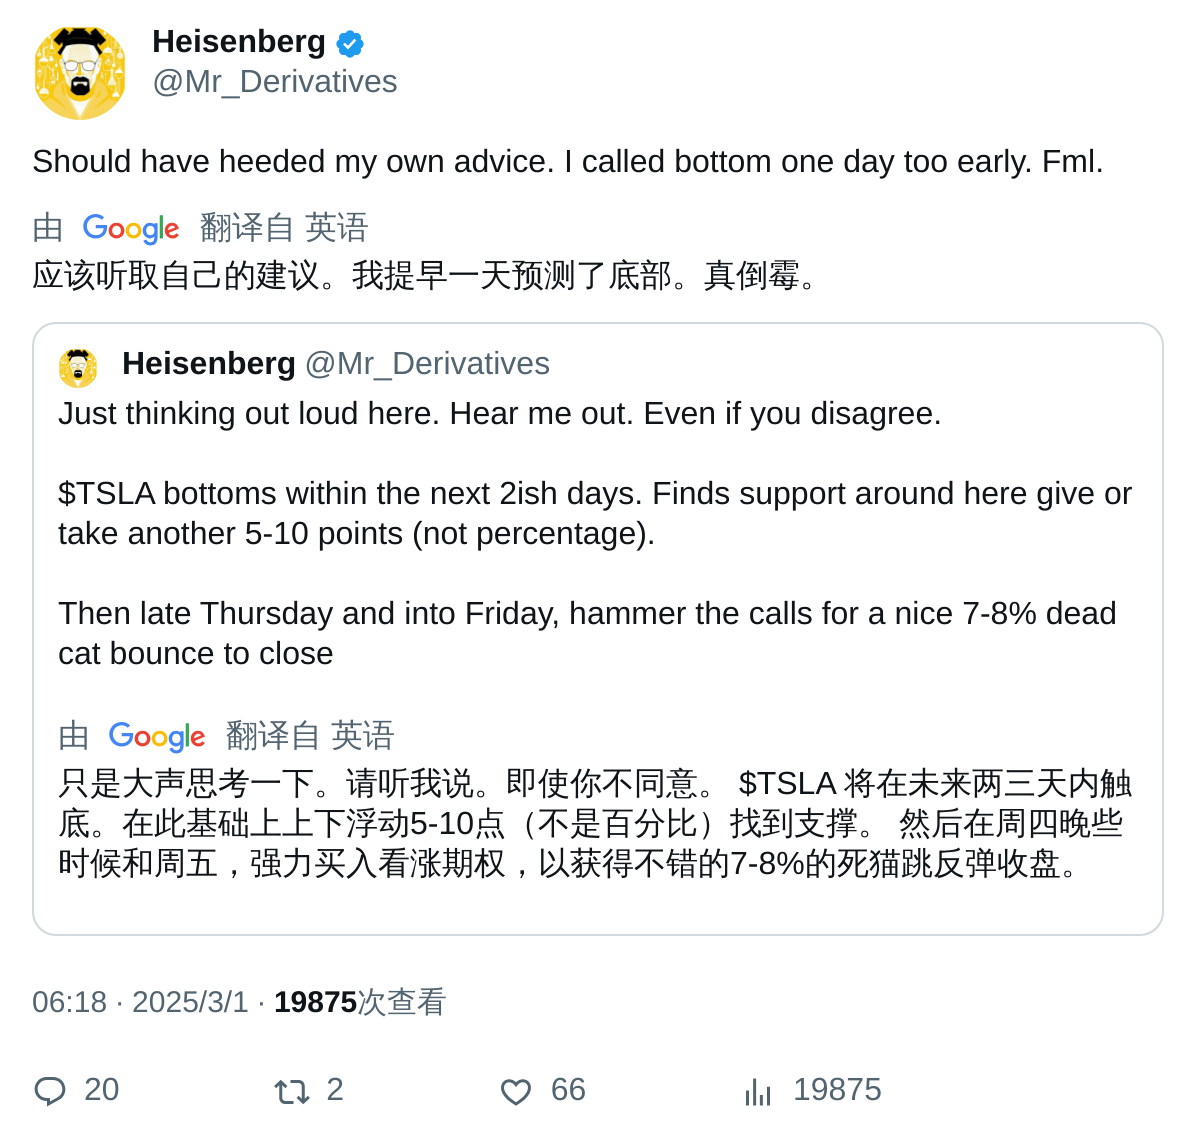 Heisenberg
@Mr_Derivatives
Should have heeded my own advice. I called bottom one day too early. Fml.
由 Google 翻译自 英语
应该听取自己的建议。我提早一天预测了底部。真倒霉。
Heisenberg @Mr_Derivatives
Just thinking out loud here. Hear me out. Even if you disagree.
$TSLA bottoms within the next 2ish days. Finds support around here give or
take another 5-10 points (not percentage).
Then late Thursday and into Friday, hammer the calls for a nice 7-8% dead
cat bounce to close
由 Google 翻译自 英语
只是大声思考一下。请听我说。即使你不同意。 $TSLA 将在未来两三天内触
底。在此基础上上下浮动5-10点（不是百分比）找到支撑。 然后在周四晚些
时候和周五，强力买入看涨期权，以获得不错的7-8%的死猫跳反弹收盘。
06:18 · 2025/3/1 · 19875次查看
20 2 66 19875